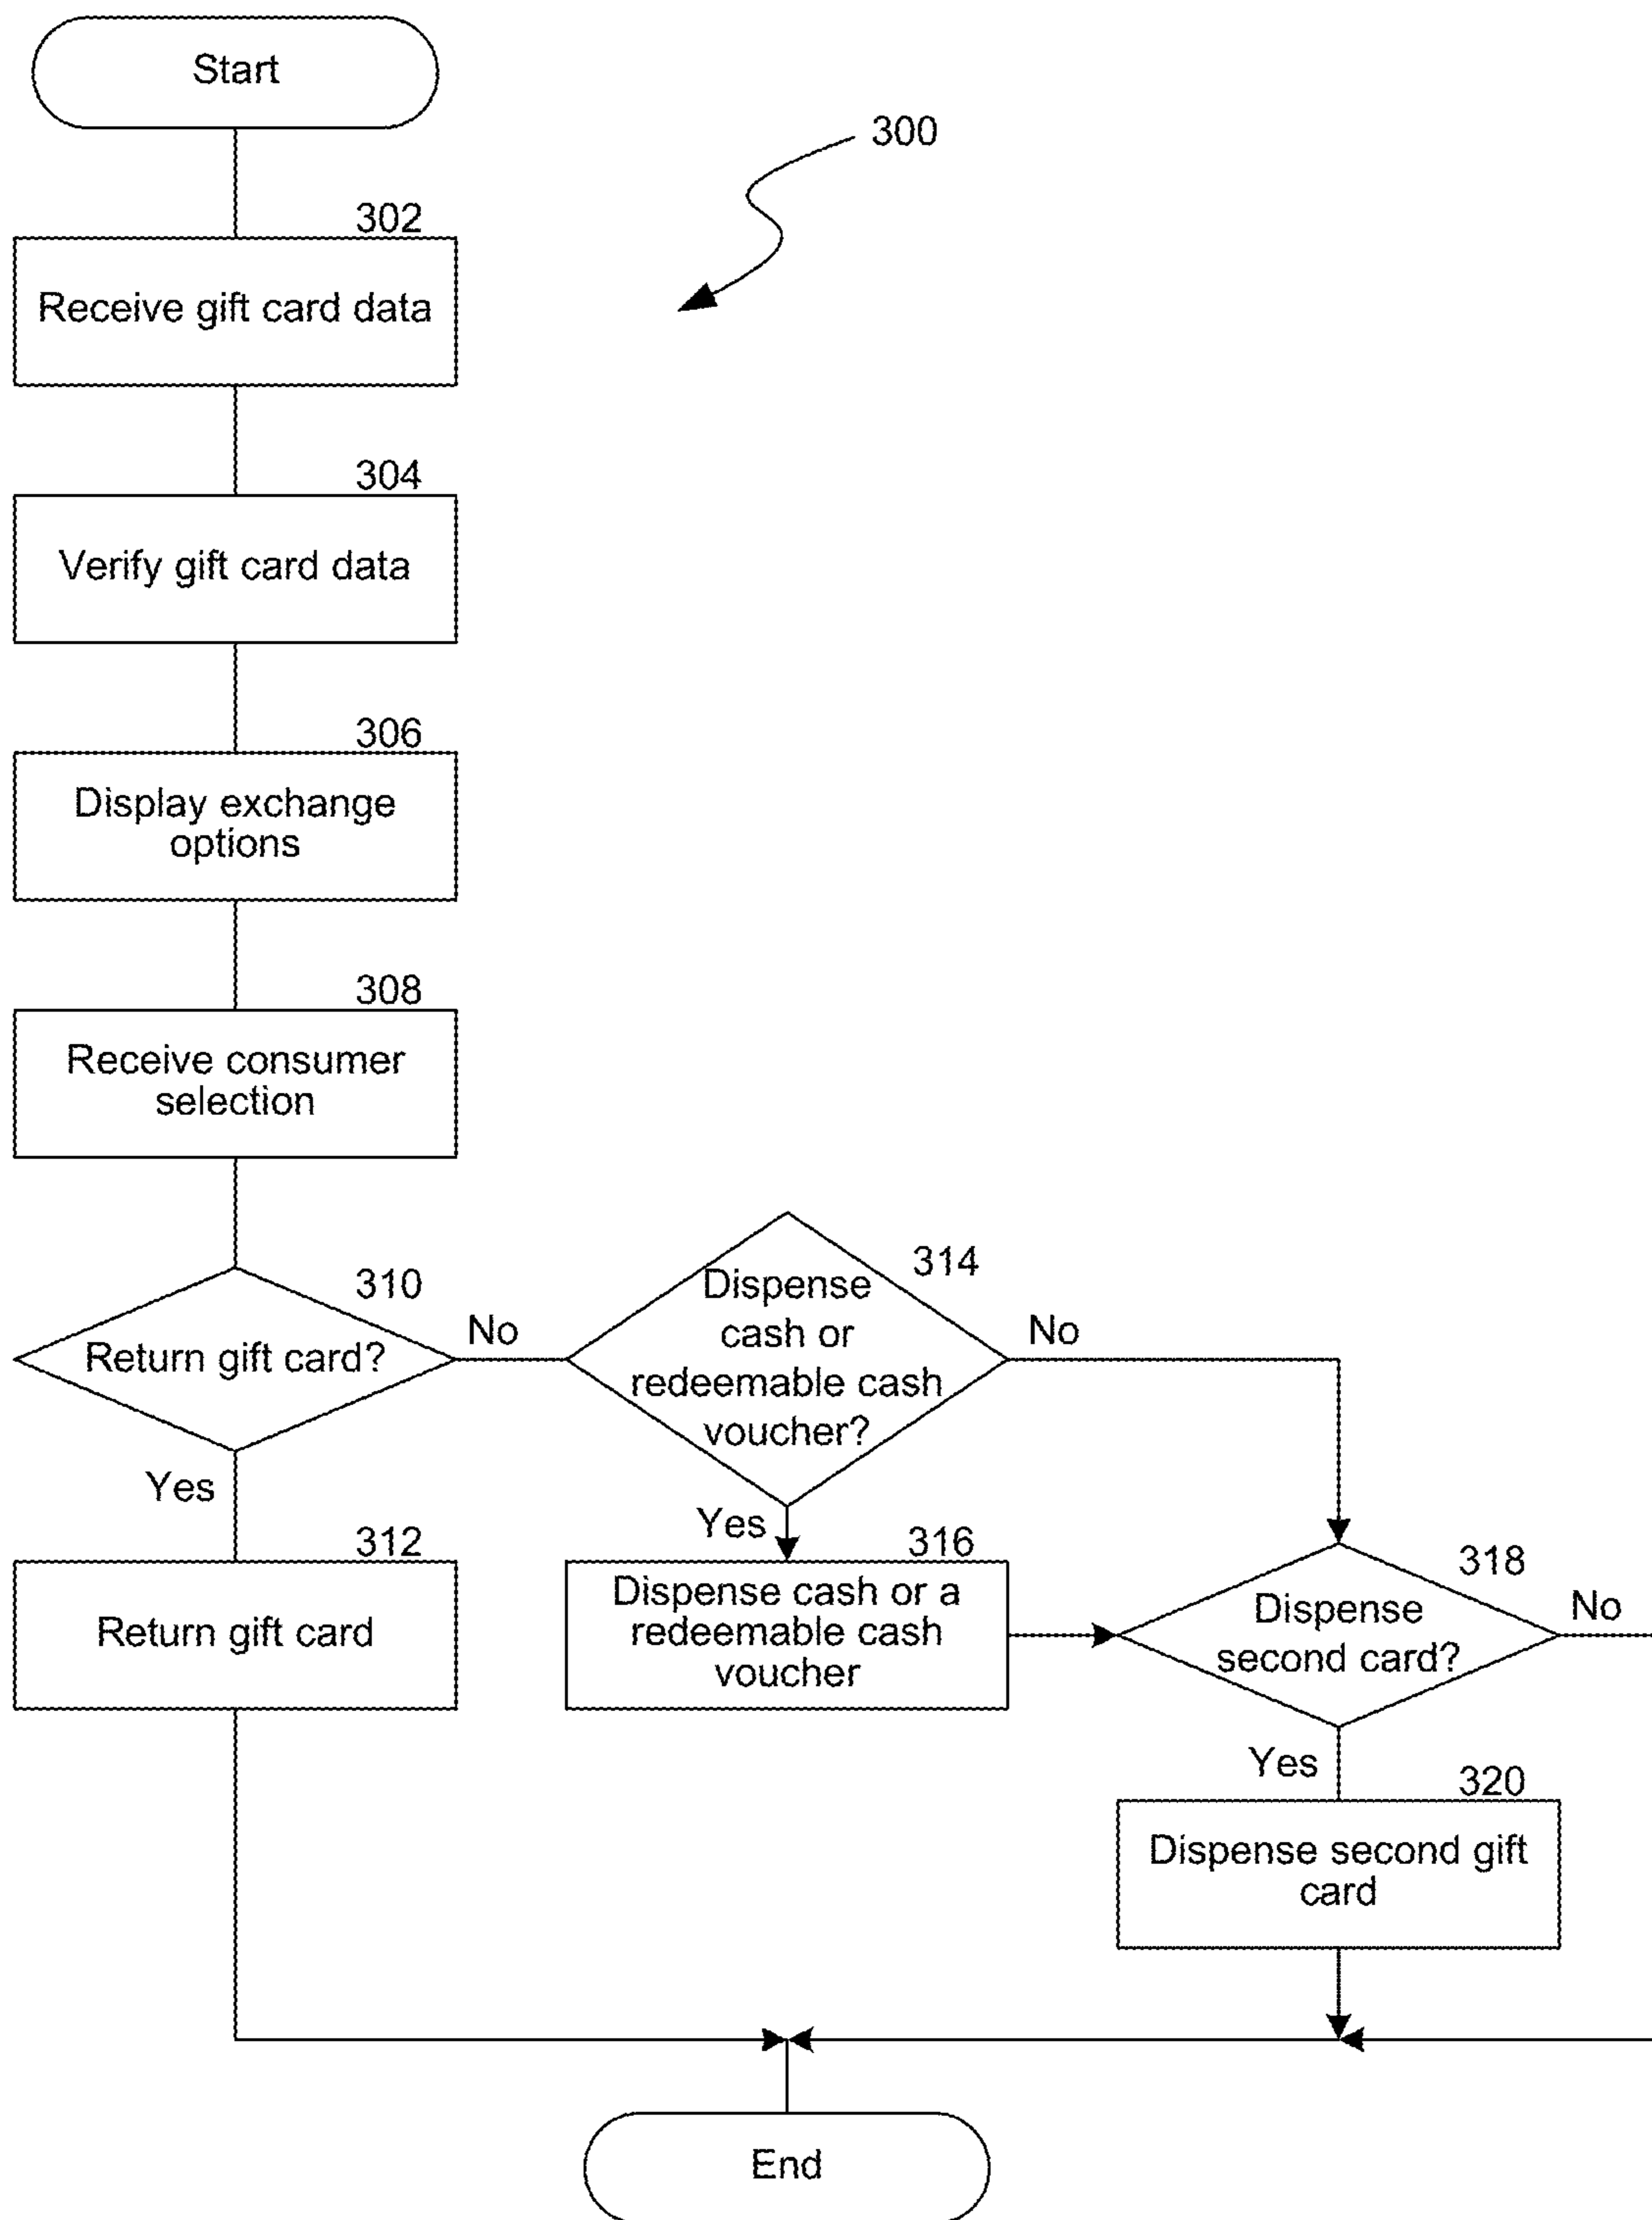 Start
300
302
Receive gift card data
304
Verify gift card data
306
Display exchange
options
308
Receive consumer
selection
310
Return gift card?
No
Yes
314
Dispense
cash or
redeemable cash
voucher?
No
Yes
312
Return gift card
316
Dispense cash or a
redeemable cash
voucher
318
Dispense
second card?
No
Yes
320
Dispense second gift
card
End